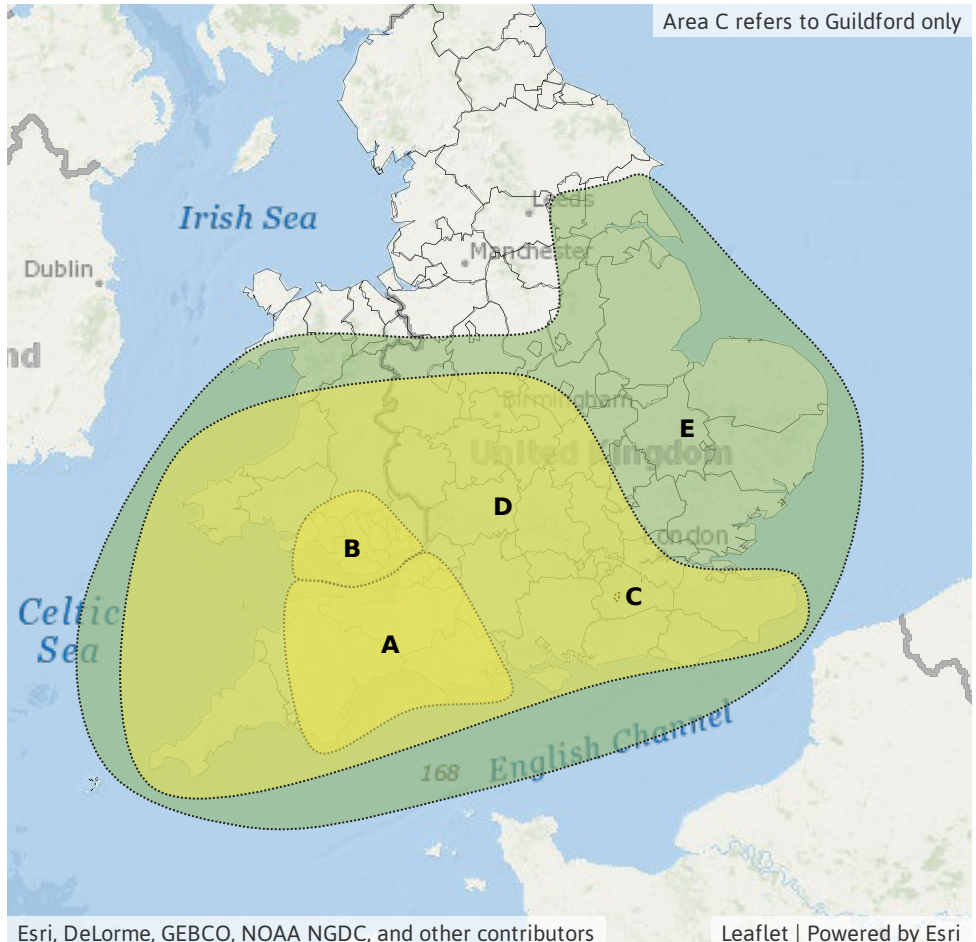 Area C refers to Guildford only
Leeds
Irish Sea
Manchester
Dublin
nd
Birmingham
E
United Kingdom
D
London
B
C
Celtic
Sea
A
English Channel
168
Esri, DeLorme, GEBCO, NOAA NGDC, and other contributors
Leaflet | Powered by Esri